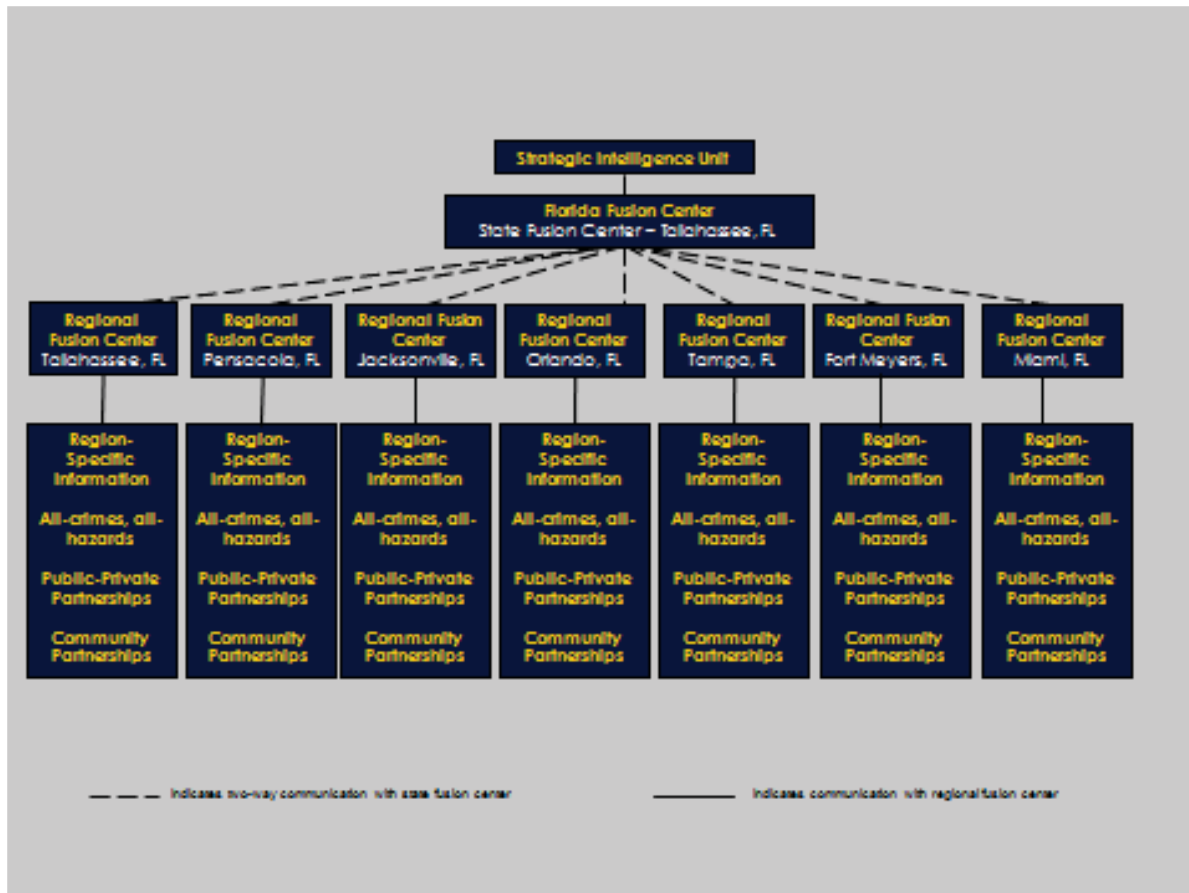 Strategic Intelligence Unit
Florida Fusion Center
State Fusion Center – Tallahassee, FL
Regional
Fusion Center
Tallahassee, FL
Regional
Fusion Center
Pensacola, FL
Regional Fusion
Center
Jacksonville, FL
Regional
Fusion Center
Orlando, FL
Regional
Fusion Center
Tampa, FL
Regional Fusion
Center
Fort Meyers, FL
Regional
Fusion Center
Miami, FL
Region-
Specific
Information
All-crimes, all-
hazards
Public-Private
Partnerships
Community
Partnerships
Region-
Specific
Information
All-crimes, all-
hazards
Public-Private
Partnerships
Community
Partnerships
Region-
Specific
Information
All-crimes, all-
hazards
Public-Private
Partnerships
Community
Partnerships
Region-
Specific
Information
All-crimes, all-
hazards
Public-Private
Partnerships
Community
Partnerships
Region-
Specific
Information
All-crimes, all-
hazards
Public-Private
Partnerships
Community
Partnerships
Region-
Specific
Information
All-crimes, all-
hazards
Public-Private
Partnerships
Community
Partnerships
Region-
Specific
Information
All-crimes, all-
hazards
Public-Private
Partnerships
Community
Partnerships
Indicates two-way communication with state fusion center
Indicates communication with regional fusion center